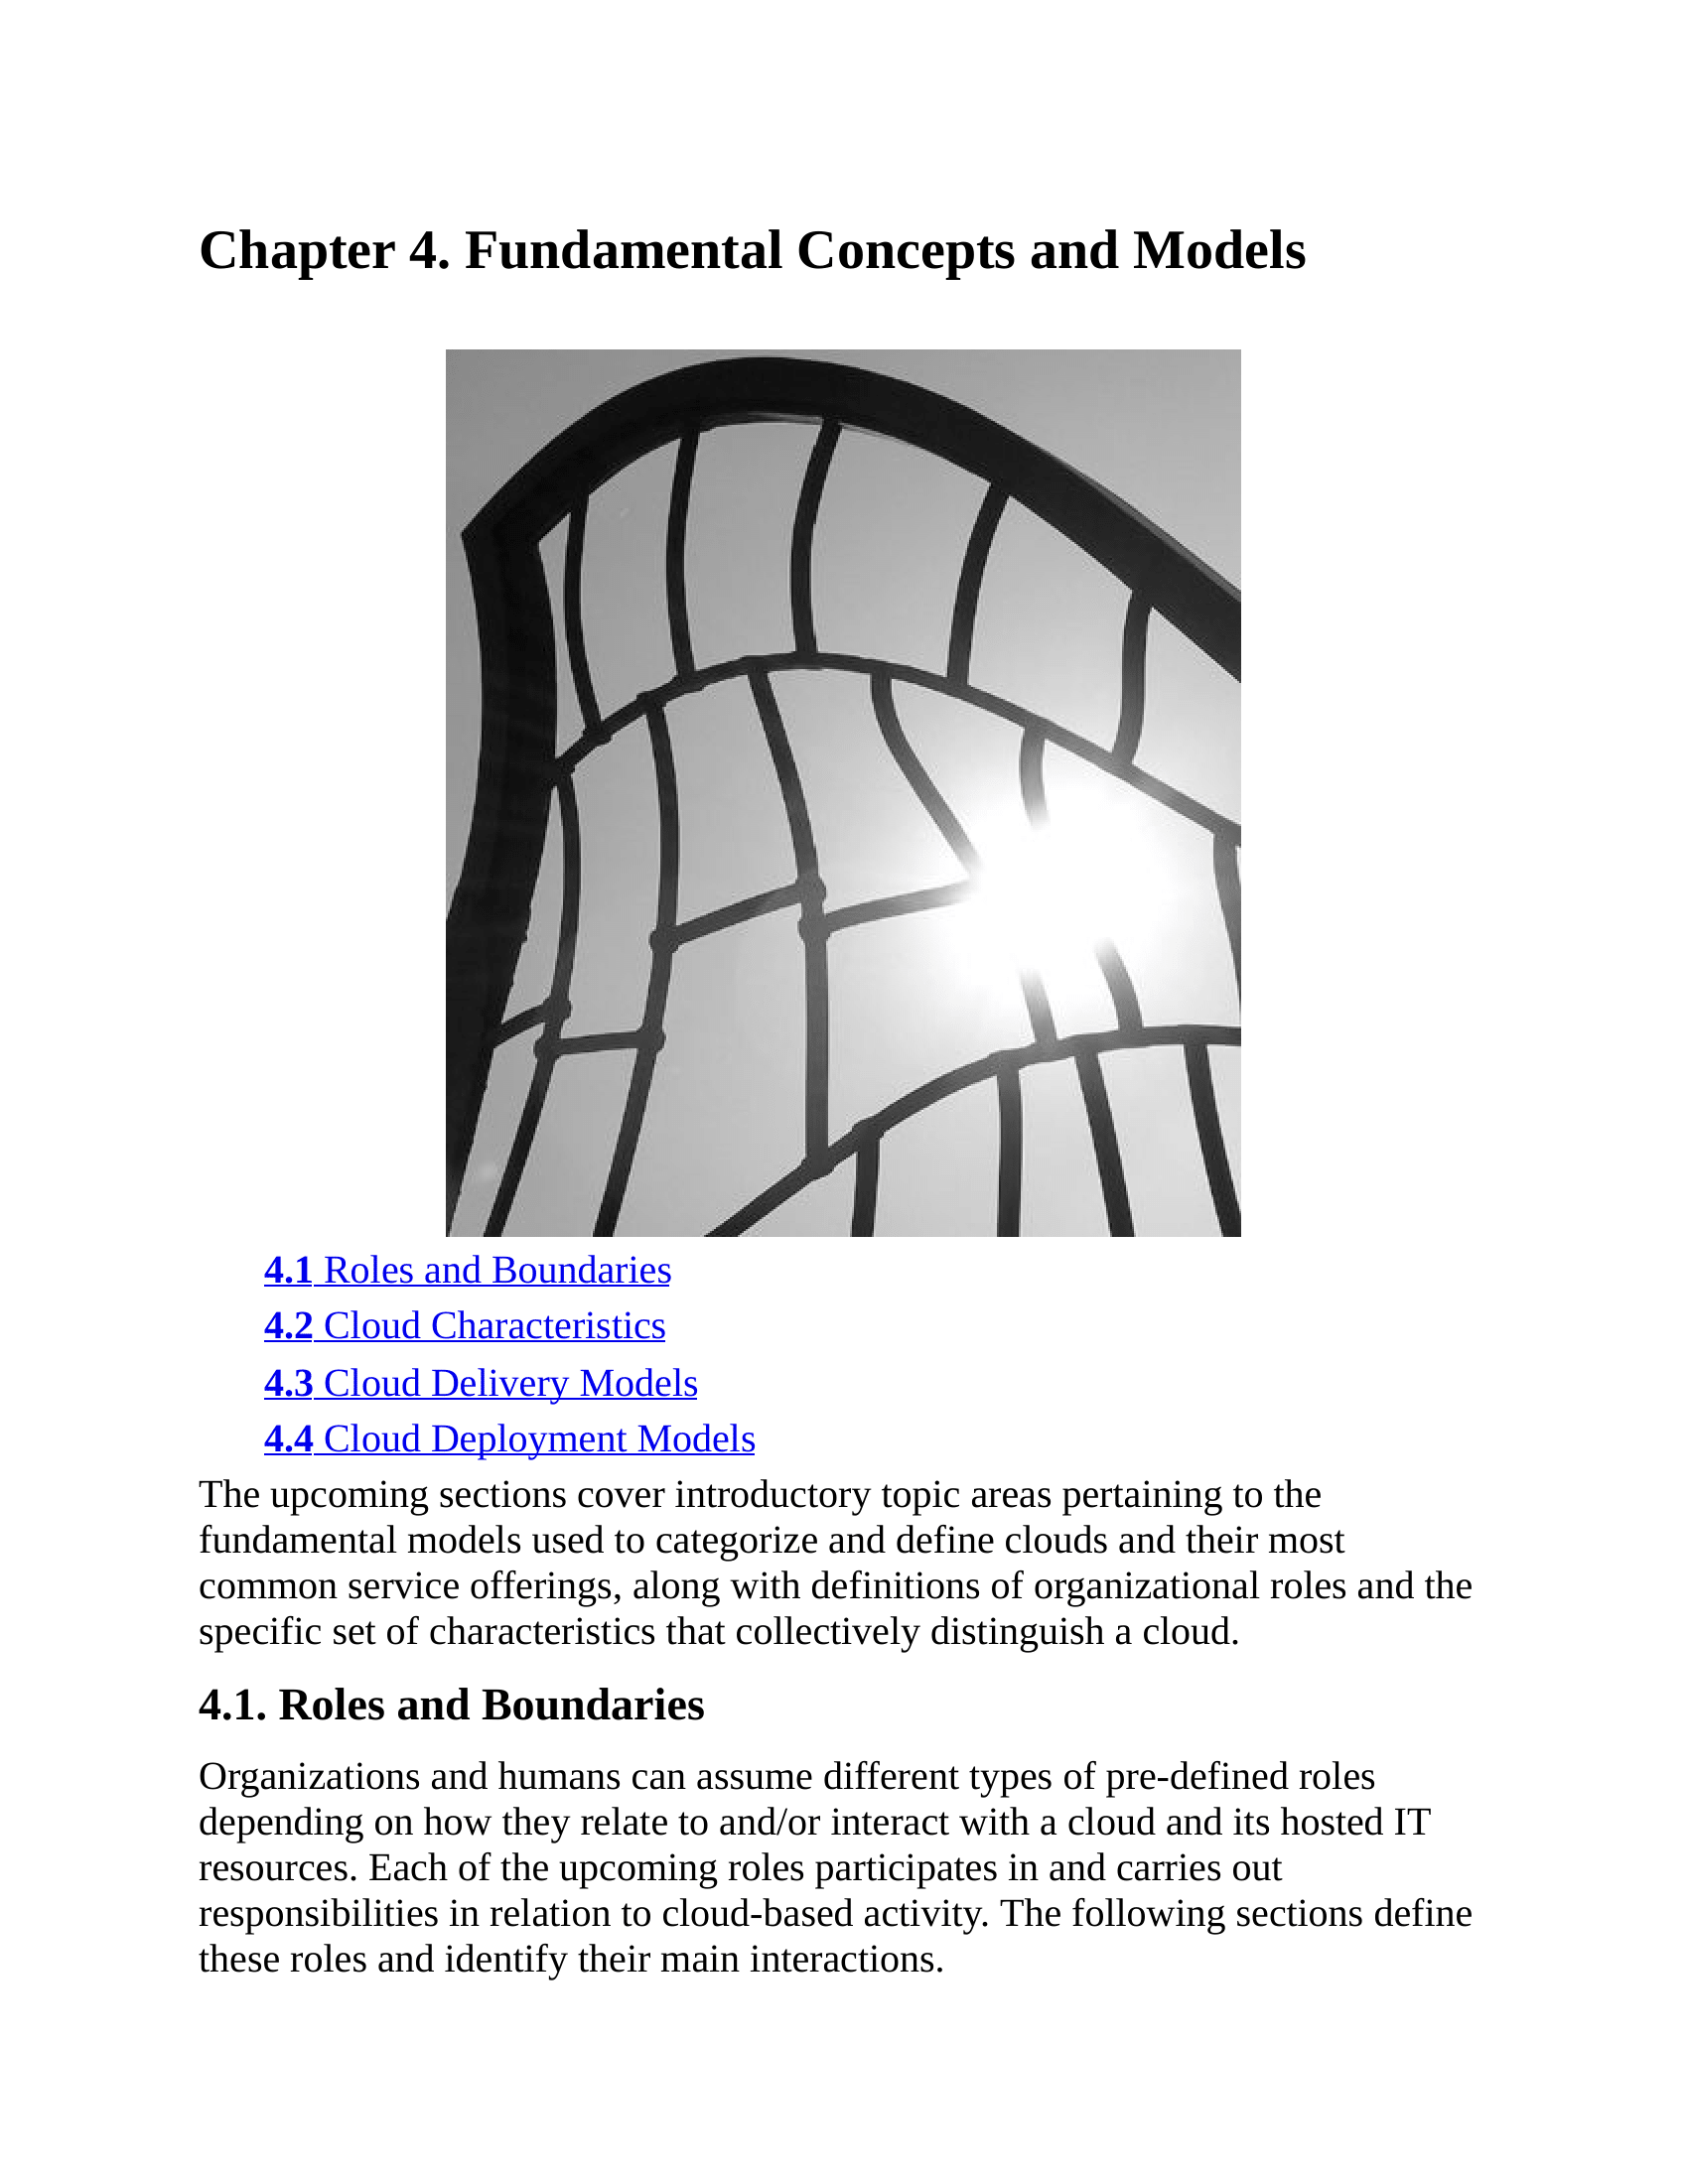 Chapter 4. Fundamental Concepts and Models
4.1 Roles and Boundaries
4.2 Cloud Characteristics
4.3 Cloud Delivery Models
4.4 Cloud Deployment Models
The upcoming sections cover introductory topic areas pertaining to the
fundamental models used to categorize and define clouds and their most
common service offerings, along with definitions of organizational roles and the
specific set of characteristics that collectively distinguish a cloud.
4.1. Roles and Boundaries
Organizations and humans can assume different types of pre-defined roles
depending on how they relate to and/or interact with a cloud and its hosted IT
resources. Each of the upcoming roles participates in and carries out
responsibilities in relation to cloud-based activity. The following sections define
these roles and identify their main interactions.